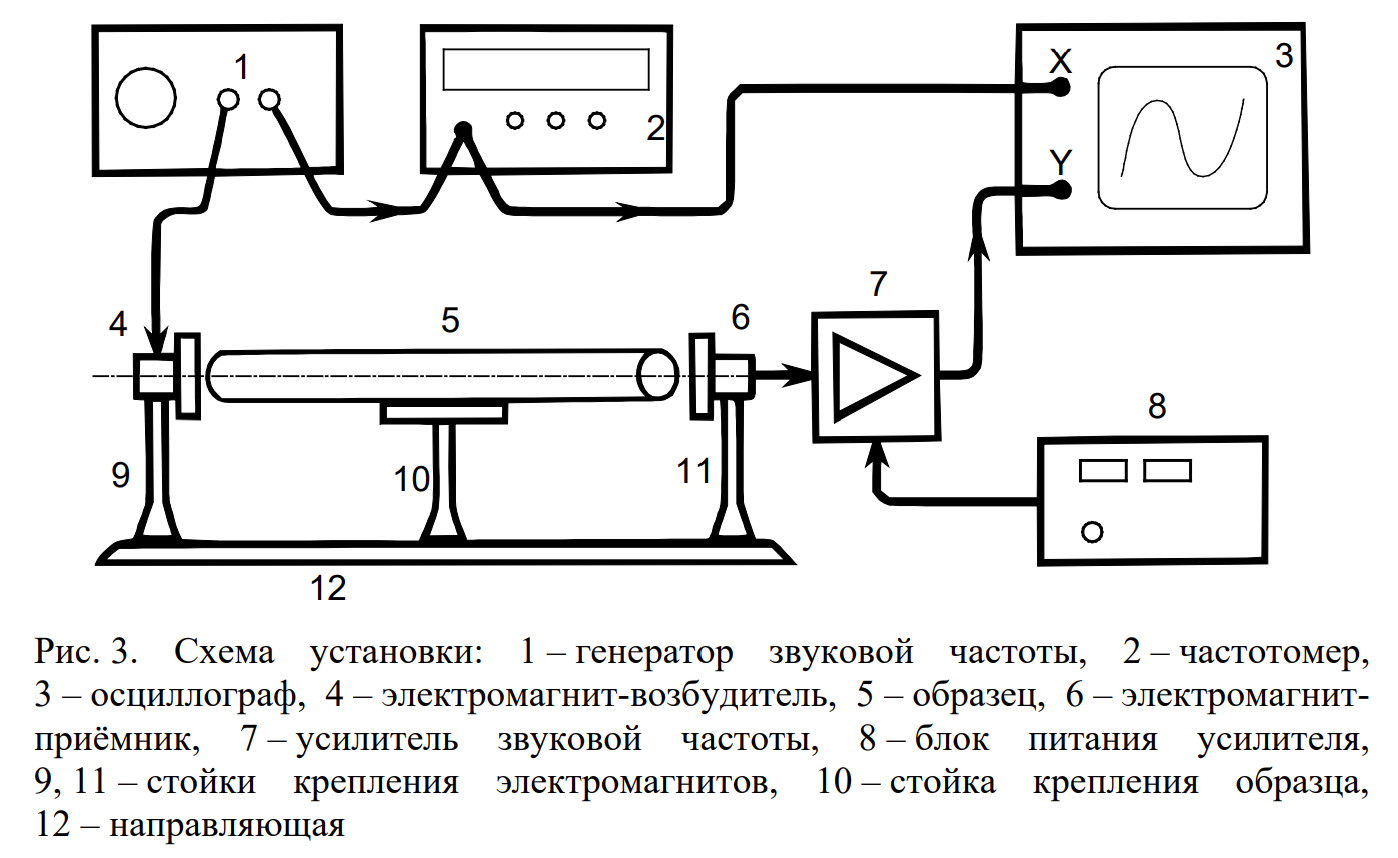 1
2
X
3
Y
4
5
6
7
8
9
10
11
12
Рис. 3. Схема установки: 1 – генератор звуковой частоты, 2 – частотомер,
3 – осциллограф, 4 – электромагнит-возбудитель, 5 – образец, 6 – электромагнит-
приёмник, 7 – усилитель звуковой частоты, 8 – блок питания усилителя,
9, 11 – стойки крепления электромагнитов, 10 – стойка крепления образца,
12 – направляющая